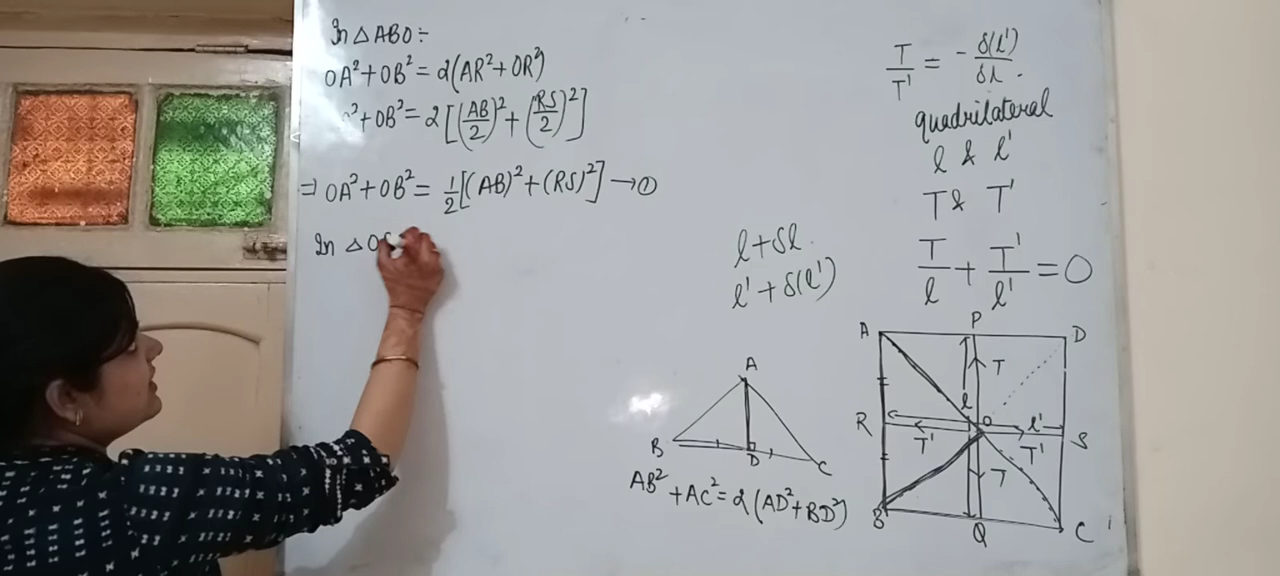 In △ABO:-
OA²+OB²=2(AR²+OR²)
²+OB²=2[(AB/2)²+(RS/2)²]
⇒ OA²+OB²=1/2[(AB)²+(RS)²]→①
In △O
T/T' = -δ(l')/δl.
quadrilateral
l & l'
T & T'
T/l + T'/l' = 0
l+δl.
l'+δ(l')
A
B
D
C
AB²+AC²=2(AD²+BD²)
A P D
T
l
R T' O l' S
T'
T
B Q C